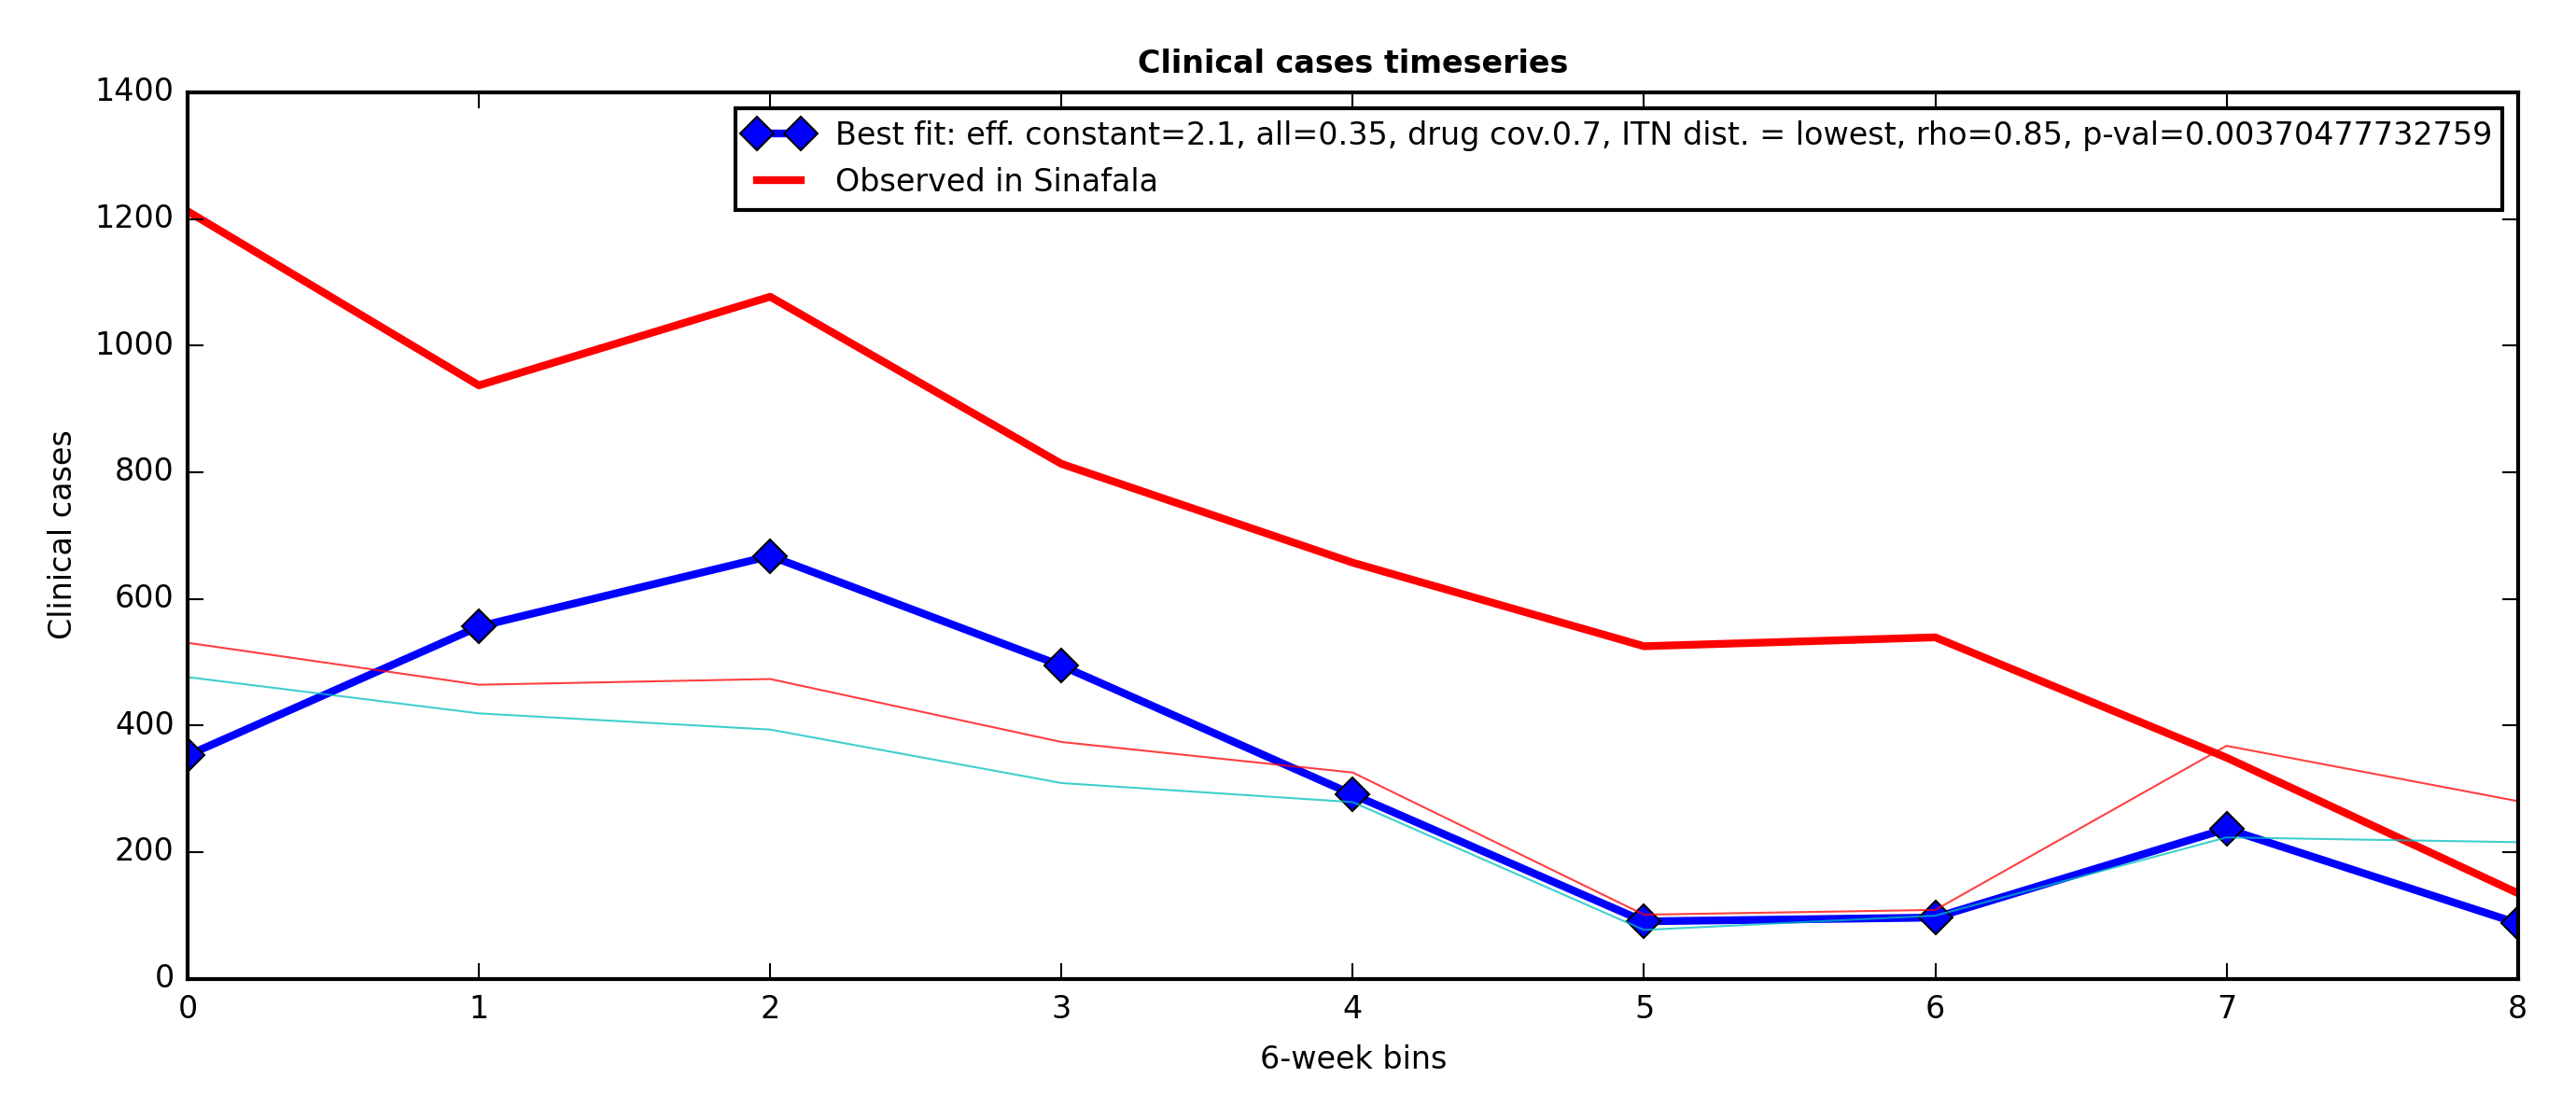 Clinical cases timeseries
1400
1200
1000
800
600
400
200
0
Clinical cases
Best fit: eff. constant=2.1, all=0.35, drug cov.0.7, ITN dist. = lowest, rho=0.85, p-val=0.00370477732759
Observed in Sinafala
0 1 2 3 4 5 6 7 8
6-week bins